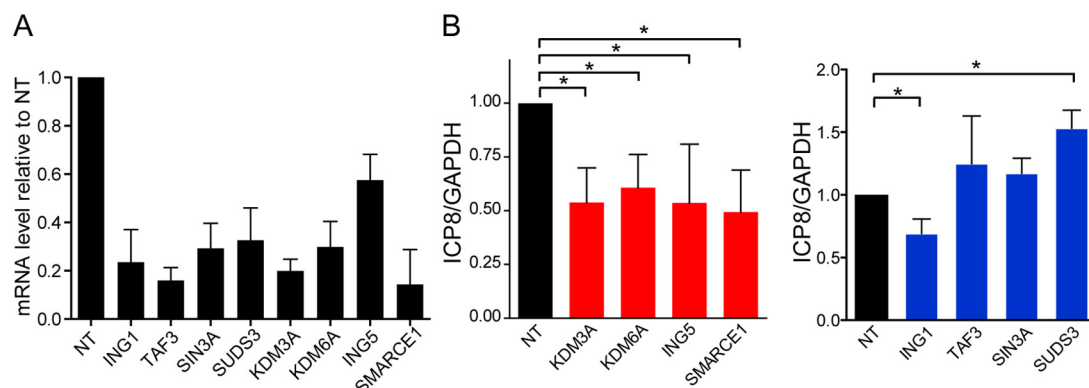 A
mRNA level relative to NT
1.0
0.8
0.6
0.4
0.2
0.0
NT
ING1
TAF3
SIN3A
SUDS3
KDM3A
KDM6A
ING5
SMARCE1
B
ICP8/GAPDH
1.00
0.75
0.50
0.25
0.00
*
*
*
*
NT
KDM3A
KDM6A
ING5
SMARCE1
ICP8/GAPDH
2.0
1.5
1.0
0.5
0.0
*
*
NT
ING1
TAF3
SIN3A
SUDS3